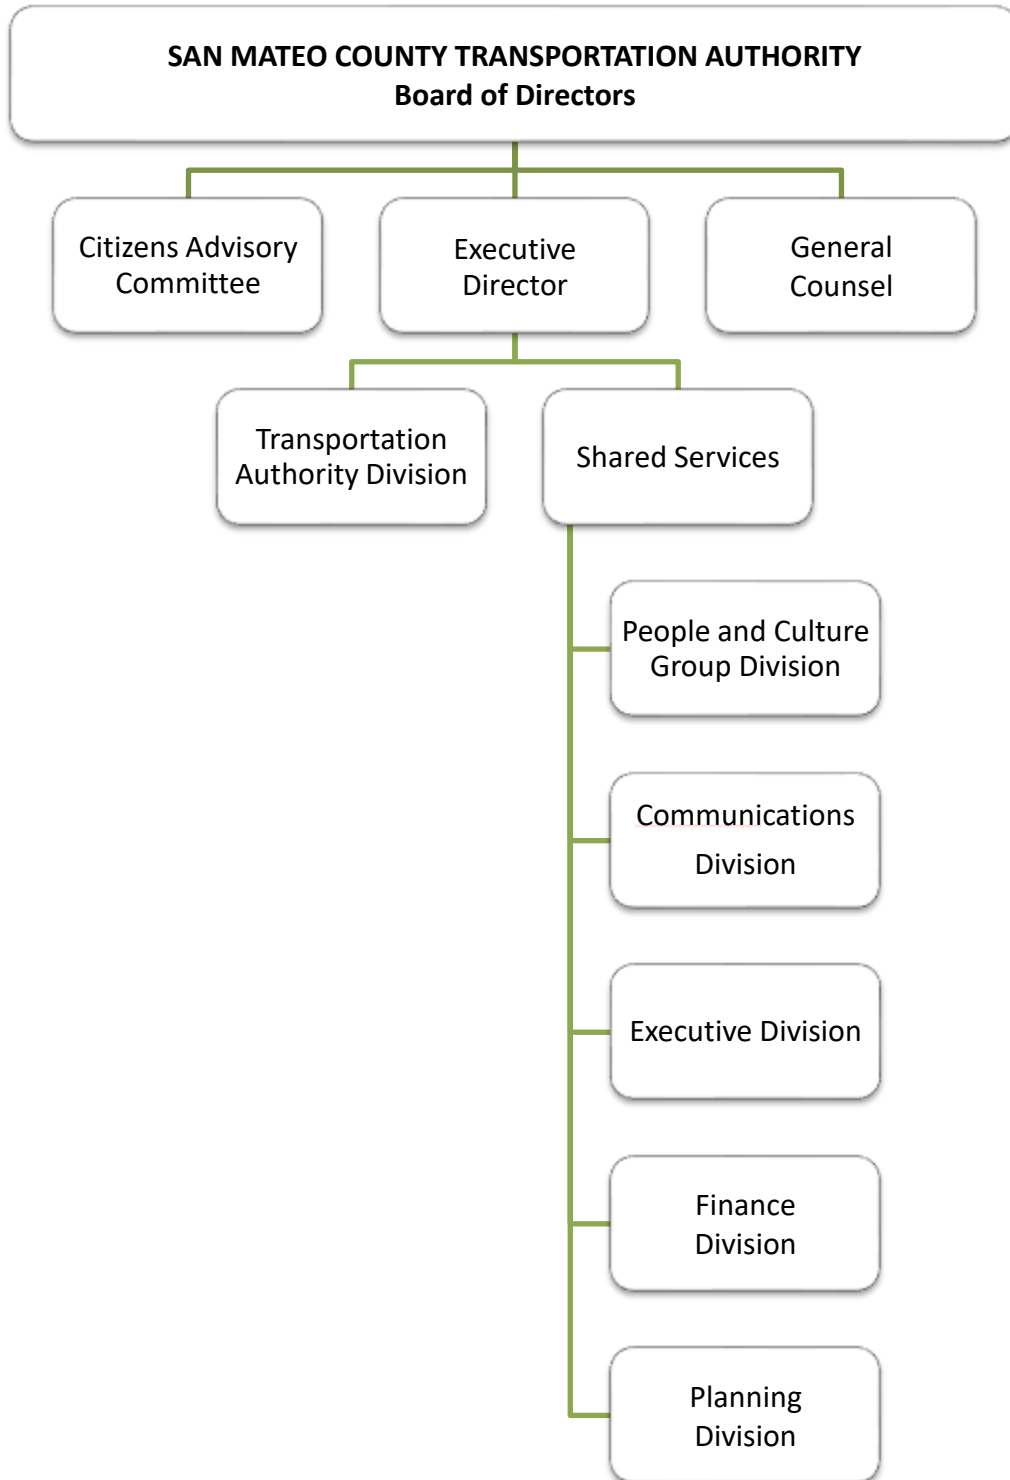 SAN MATEO COUNTY TRANSPORTATION AUTHORITY
Board of Directors
Citizens Advisory
Committee
Executive
Director
General
Counsel
Transportation
Authority Division
Shared Services
People and Culture
Group Division
Communications
Division
Executive Division
Finance
Division
Planning
Division